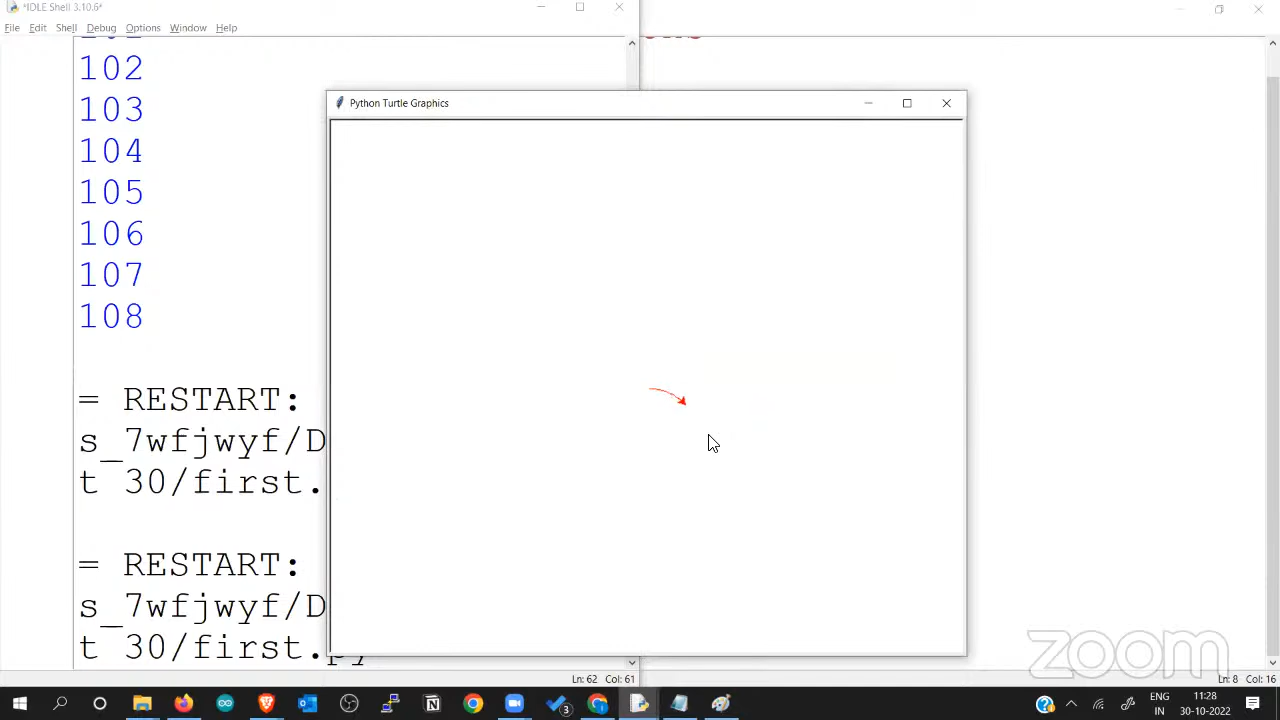 *IDLE Shell 3.10.6*
File Edit Shell Debug Options Window Help
102
103
104
105
106
107
108
= RESTART:
s_7wfjwyf/D
t 30/first.
= RESTART:
s_7wfjwyf/D
t 30/first.py
Ln: 62 Col: 61
Python Turtle Graphics
zoom
Ln: 8 Col: 16
3
ENG
IN
11:28
30-10-2022